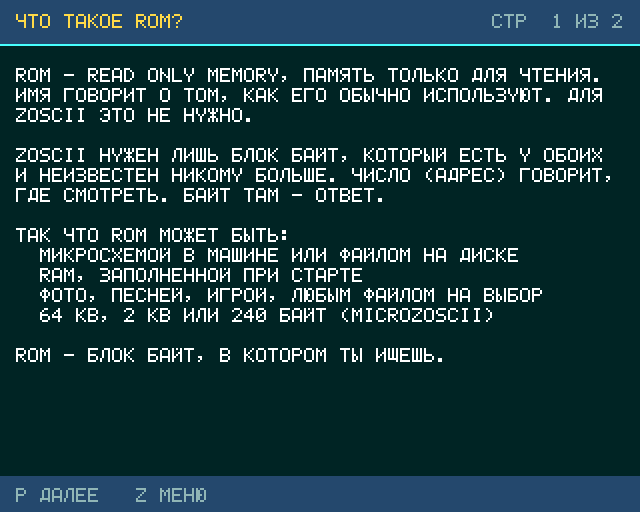 ЧТО ТАКОЕ ROM?
СТР 1 ИЗ 2
ROM - READ ONLY MEMORY, ПАМЯТЬ ТОЛЬКО ДЛЯ ЧТЕНИЯ.
ИМЯ ГОВОРИТ О ТОМ, КАК ЕГО ОБЫЧНО ИСПОЛЬЗУЮТ. ДЛЯ
ZOSCII ЭТО НЕ НУЖНО.
ZOSCII НУЖЕН ЛИШЬ БЛОК БАЙТ, КОТОРЫЙ ЕСТЬ У ОБОИХ
И НЕИЗВЕСТЕН НИКОМУ БОЛЬШЕ. ЧИСЛО (АДРЕС) ГОВОРИТ,
ГДЕ СМОТРЕТЬ. БАЙТ ТАМ - ОТВЕТ.
ТАК ЧТО ROM МОЖЕТ БЫТЬ:
МИКРОСХЕМОЙ В МАШИНЕ ИЛИ ФАЙЛОМ НА ДИСКЕ
RAM, ЗАПОЛНЕННОЙ ПРИ СТАРТЕ
ФОТО, ПЕСНЕЙ, ИГРОЙ, ЛЮБЫМ ФАЙЛОМ НА ВЫБОР
64 KB, 2 KB ИЛИ 240 БАЙТ (MICROZOSCII)
ROM - БЛОК БАЙТ, В КОТОРОМ ТЫ ИЩЕШЬ.
P ДАЛЕЕ Z МЕНЮ